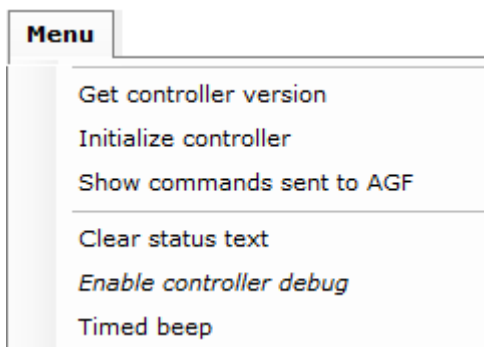 Menu
Get controller version
Initialize controller
Show commands sent to AGF
Clear status text
Enable controller debug
Timed beep